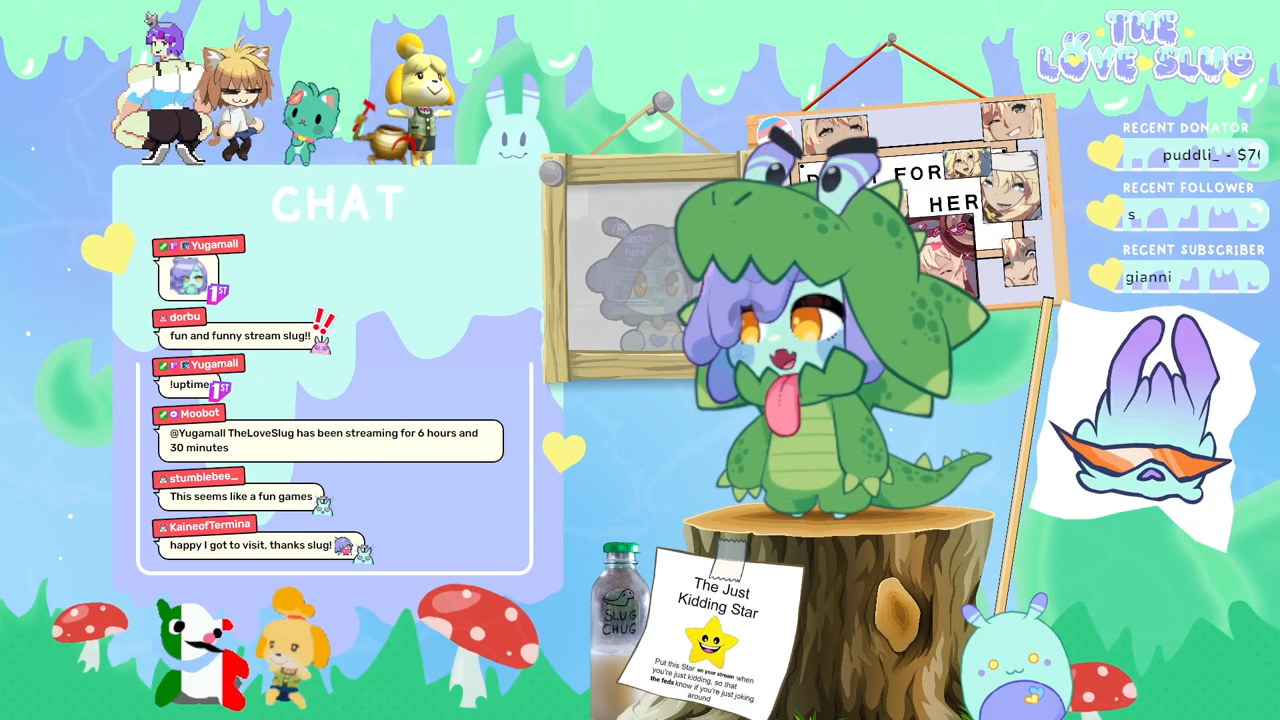 THE
LOVE SLUG
RECENT DONATOR
puddli_ - $7
RECENT FOLLOWER
s
RECENT SUBSCRIBER
gianni
CHAT
Yugamall
1ST
dorbu
fun and funny stream slug!!
Yugamall
!uptime
1ST
Moobot
@Yugamall TheLoveSlug has been streaming for 6 hours and
30 minutes
stumblebee_
This seems like a fun games
KaineofTermina
happy I got to visit, thanks slug!
FOR
HER
SLUG
CHUG
The Just
Kidding Star
Put this Star on your stream when
you're just kidding, so that
the feds know if you're just joking
around